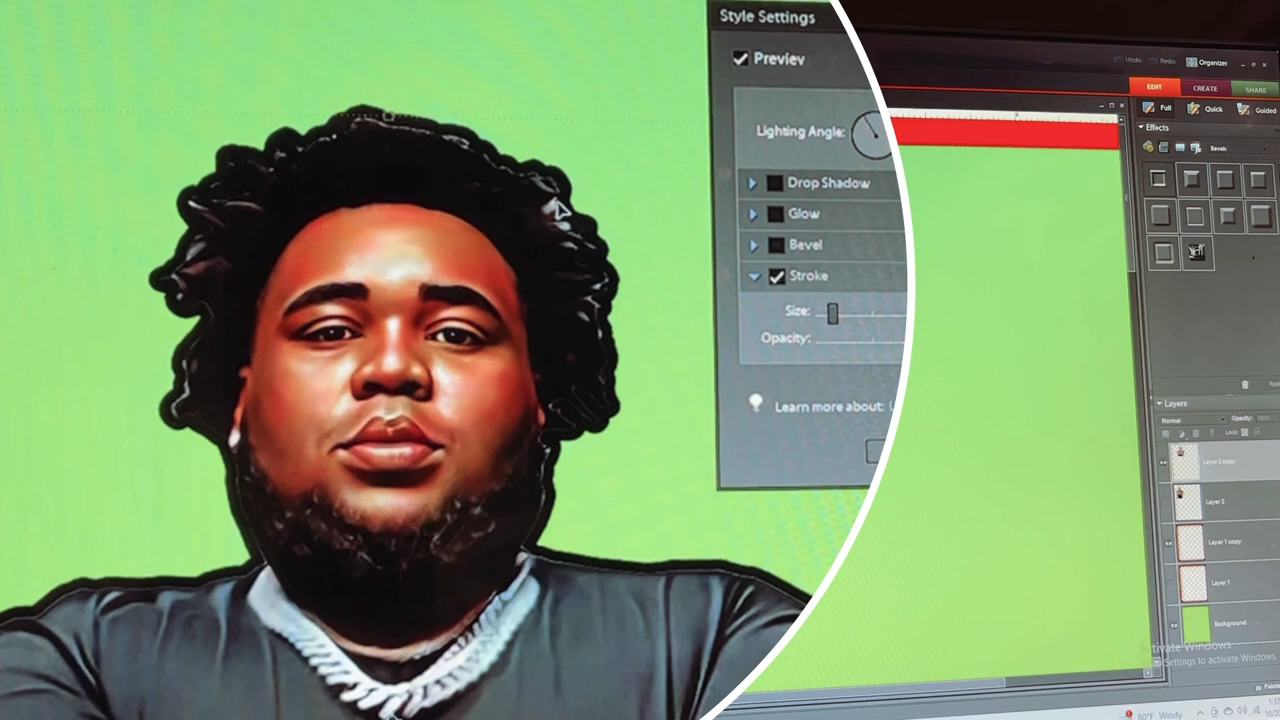 Style Settings
Preview
Lighting Angle:
Drop Shadow
Glow
Bevel
Stroke
Size:
Opacity:
Learn more about:
Undo
Redo
Organizer
EDIT
CREATE
SHARE
Full
Quick
Guided
Effects
Bevels
Layers
Normal
Opacity:
Lock:
Layer 2 copy
Layer 2
Layer 1 copy
Layer 1
Background
Activate Windows
Settings to activate Windows.
80°F Windy